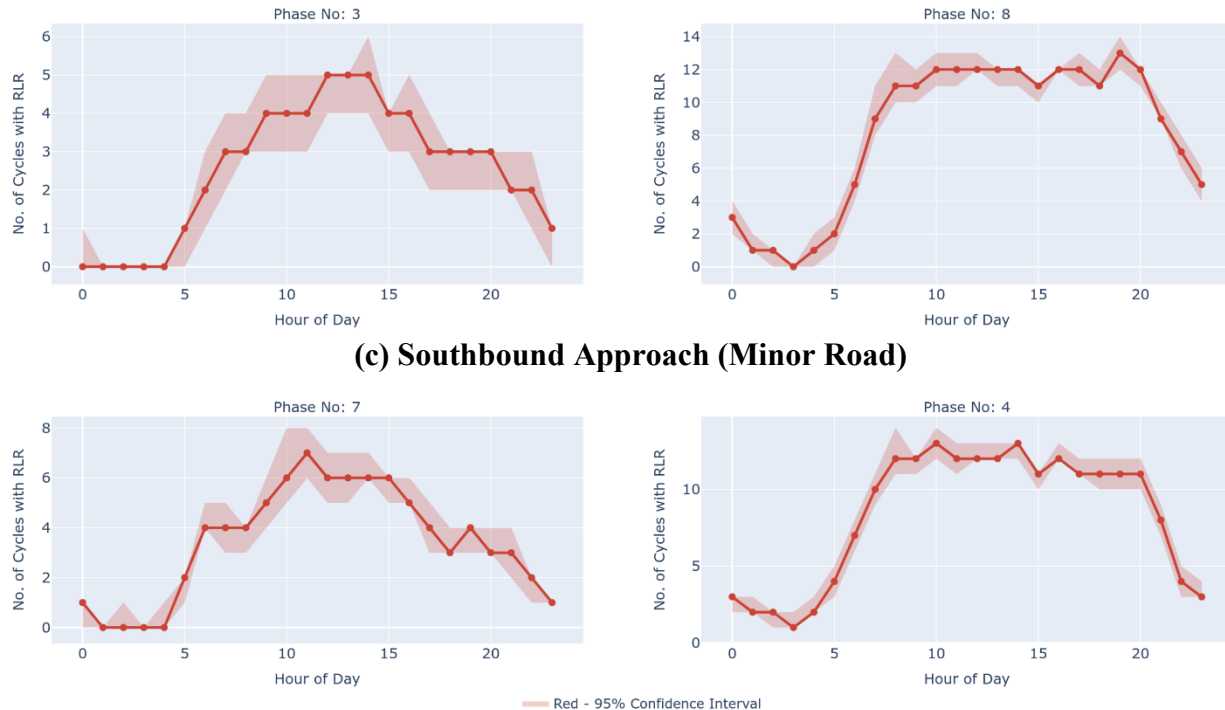 Phase No: 3
Phase No: 8
6
5
4
3
2
1
0
No. of Cycles with RLR
0 5 10 15 20
Hour of Day
14
12
10
8
6
4
2
0
No. of Cycles with RLR
0 5 10 15 20
Hour of Day
(c) Southbound Approach (Minor Road)
Phase No: 7
Phase No: 4
8
6
4
2
0
No. of Cycles with RLR
0 5 10 15 20
Hour of Day
10
5
0
No. of Cycles with RLR
0 5 10 15 20
Hour of Day
Red - 95% Confidence Interval